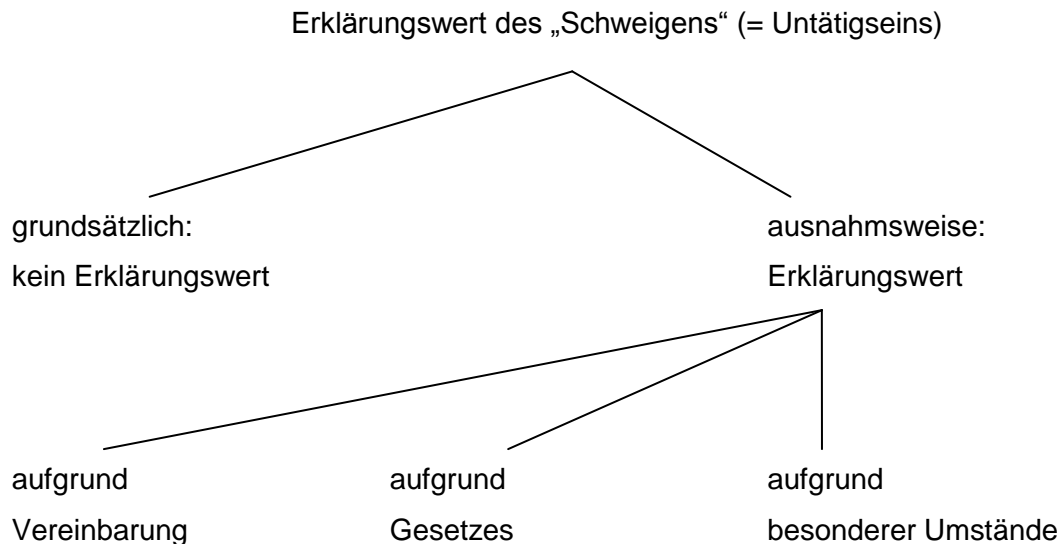 Erklärungswert des „Schweigens“ (= Untätigseins)
grundsätzlich:
kein Erklärungswert
ausnahmsweise:
Erklärungswert
aufgrund
Vereinbarung
aufgrund
Gesetzes
aufgrund
besonderer Umstände